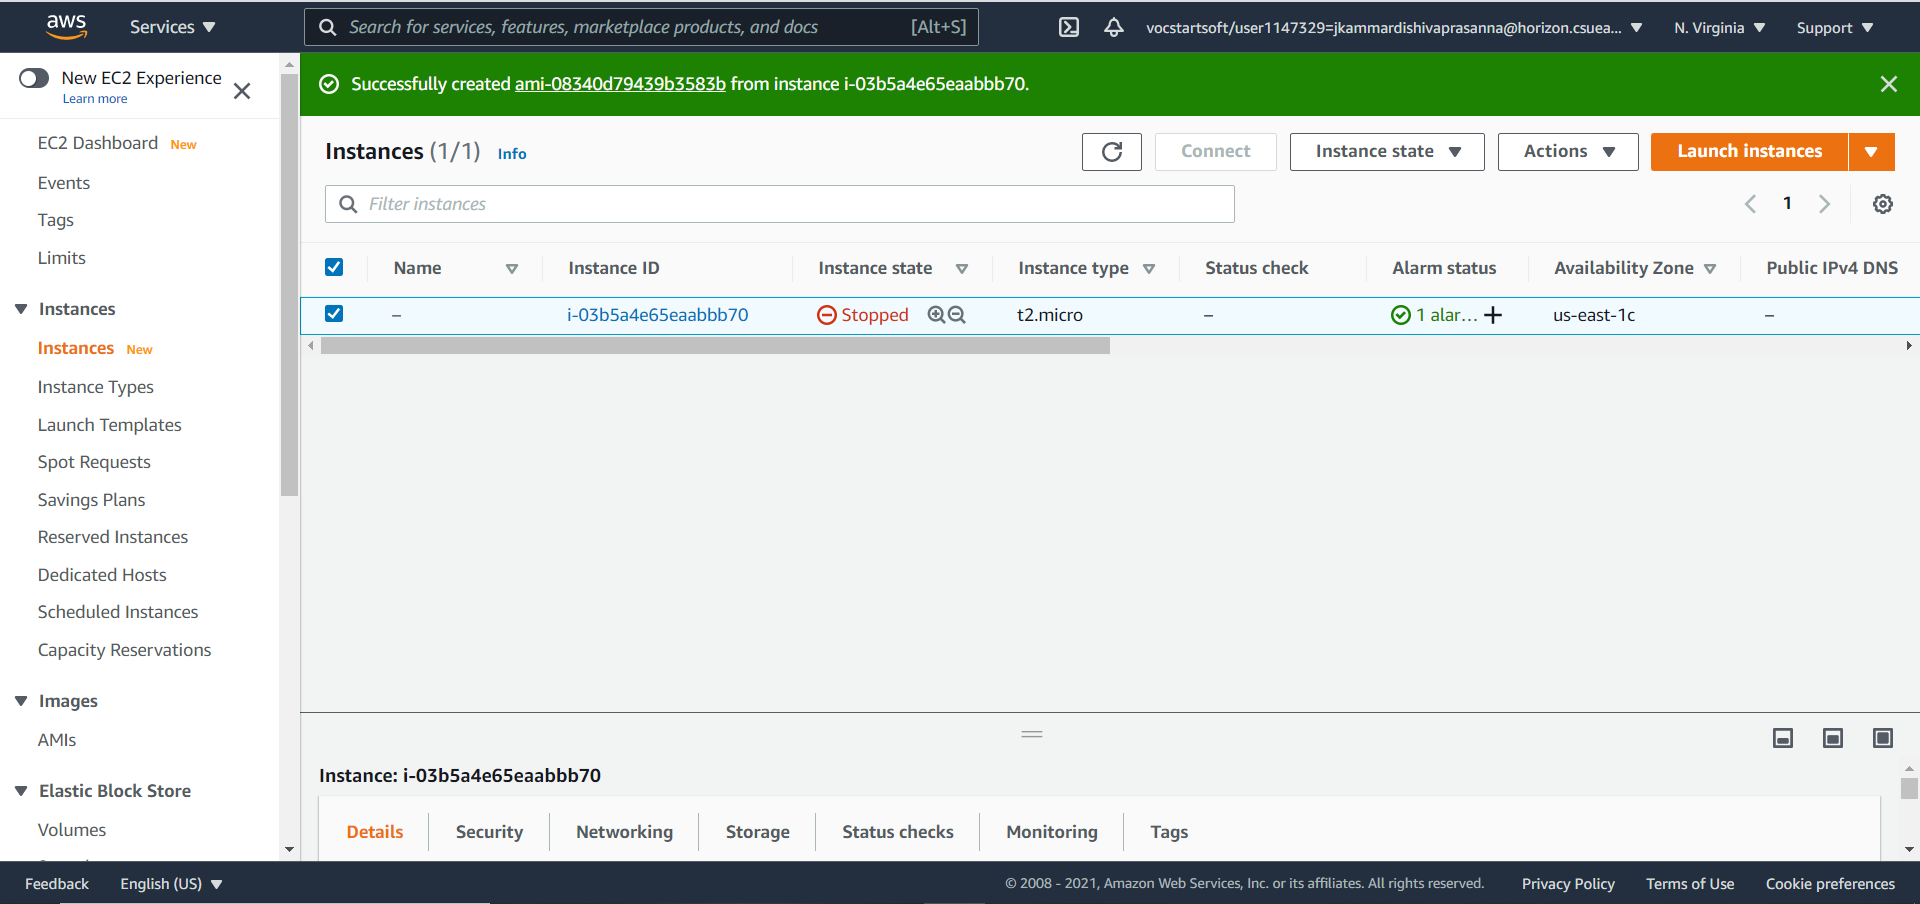 aws
Services
Search for services, features, marketplace products, and docs [Alt+S]
vocstartsoft/user1147329=jkammardishivaprasanna@horizon.csuea...
N. Virginia
Support
New EC2 Experience
Learn more
EC2 Dashboard New
Events
Tags
Limits
Instances
Instances New
Instance Types
Launch Templates
Spot Requests
Savings Plans
Reserved Instances
Dedicated Hosts
Scheduled Instances
Capacity Reservations
Images
AMIs
Elastic Block Store
Volumes
Successfully created ami-08340d79439b3583b from instance i-03b5a4e65eaabbb70.
Instances (1/1) Info
Connect
Instance state
Actions
Launch instances
Filter instances
1
Name Instance ID Instance state Instance type Status check Alarm status Availability Zone Public IPv4 DNS
– i-03b5a4e65eaabbb70 Stopped t2.micro – 1 alar... + us-east-1c –
Instance: i-03b5a4e65eaabbb70
Details Security Networking Storage Status checks Monitoring Tags
Feedback English (US)
© 2008 - 2021, Amazon Web Services, Inc. or its affiliates. All rights reserved. Privacy Policy Terms of Use Cookie preferences